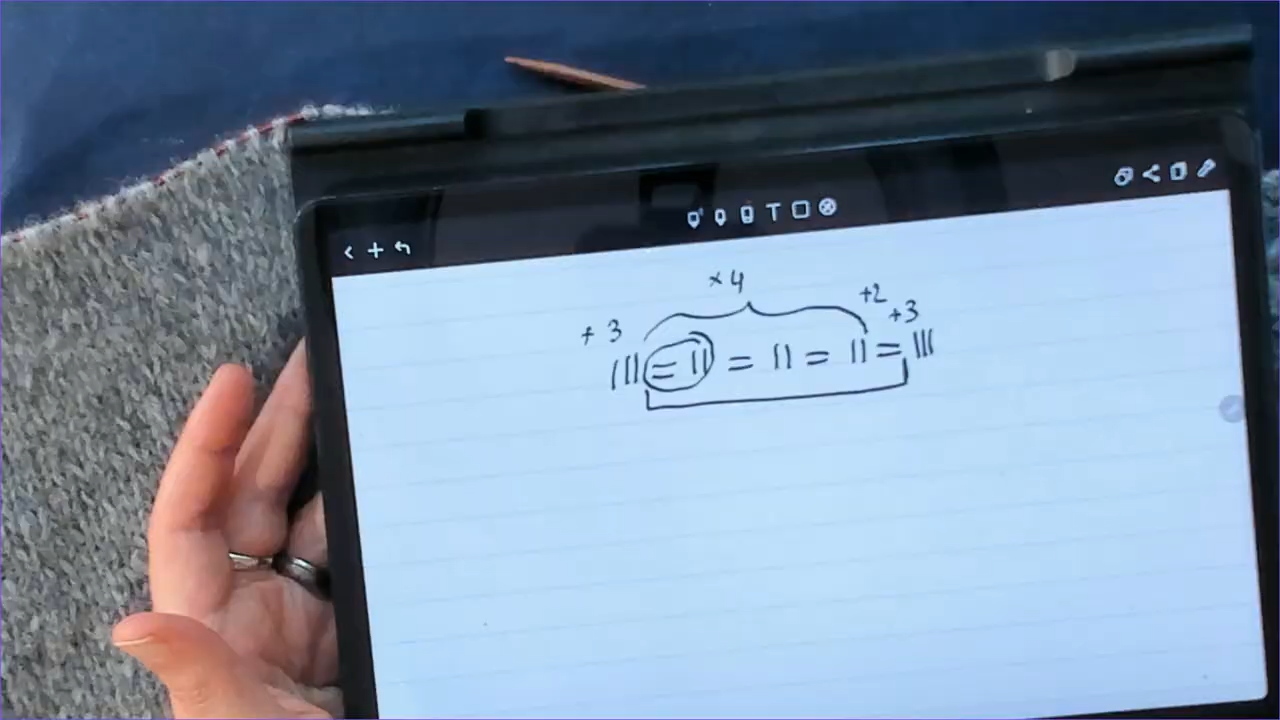 T
× 4
+2
+ 3 +3
||| = || = || = || = |||